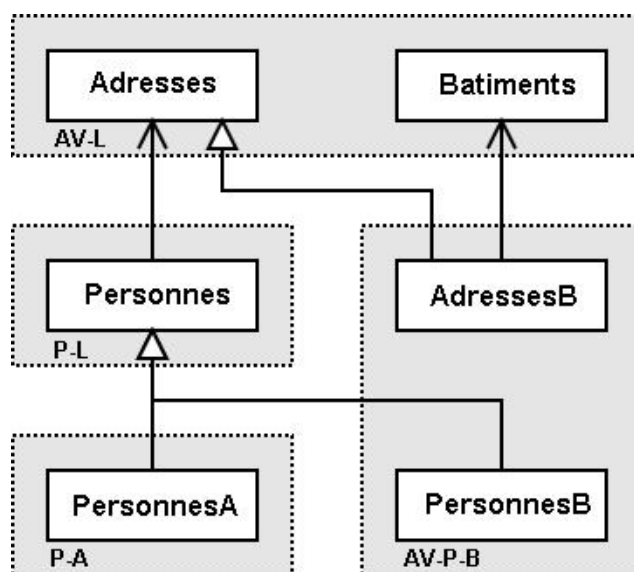 Adresses
Batiments
AV-L
Personnes
AdressesB
P-L
PersonnesA
PersonnesB
P-A
AV-P-B